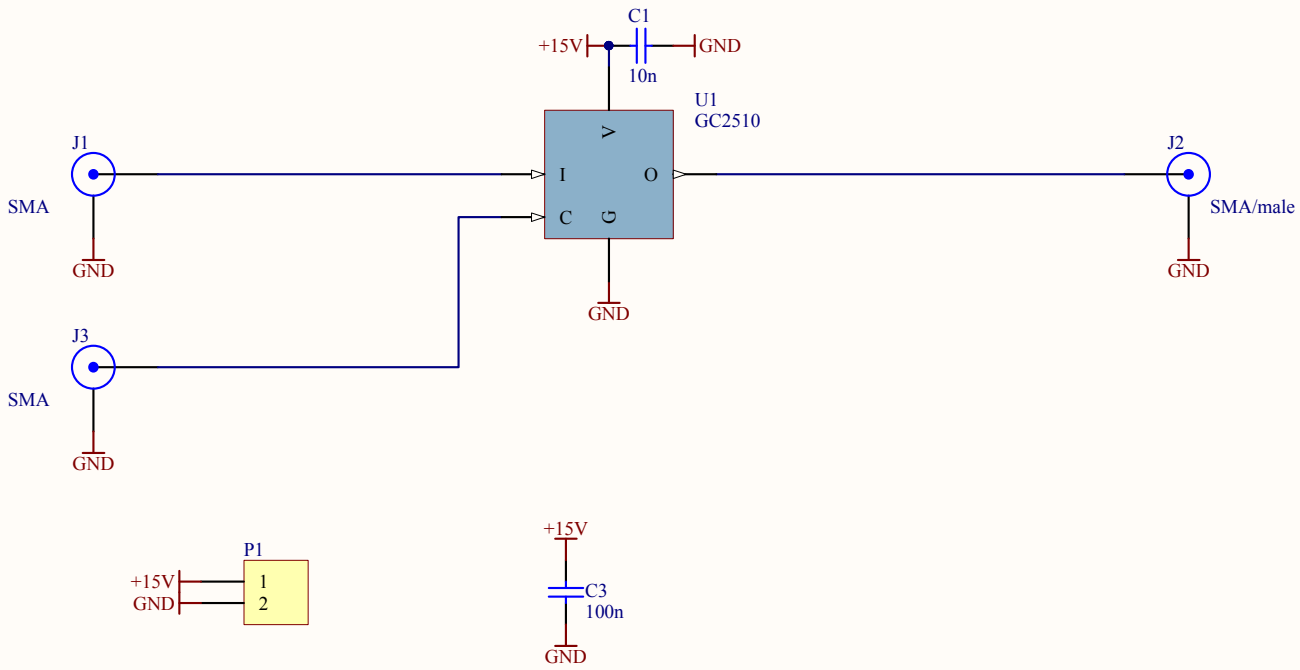 C1
+15V
GND
10n
U1
GC2510
V
J1
I
O
J2
SMA
C
G
SMA/male
GND
GND
GND
J3
SMA
GND
+15V
P1
+15V
1
C3
GND
2
100n
GND